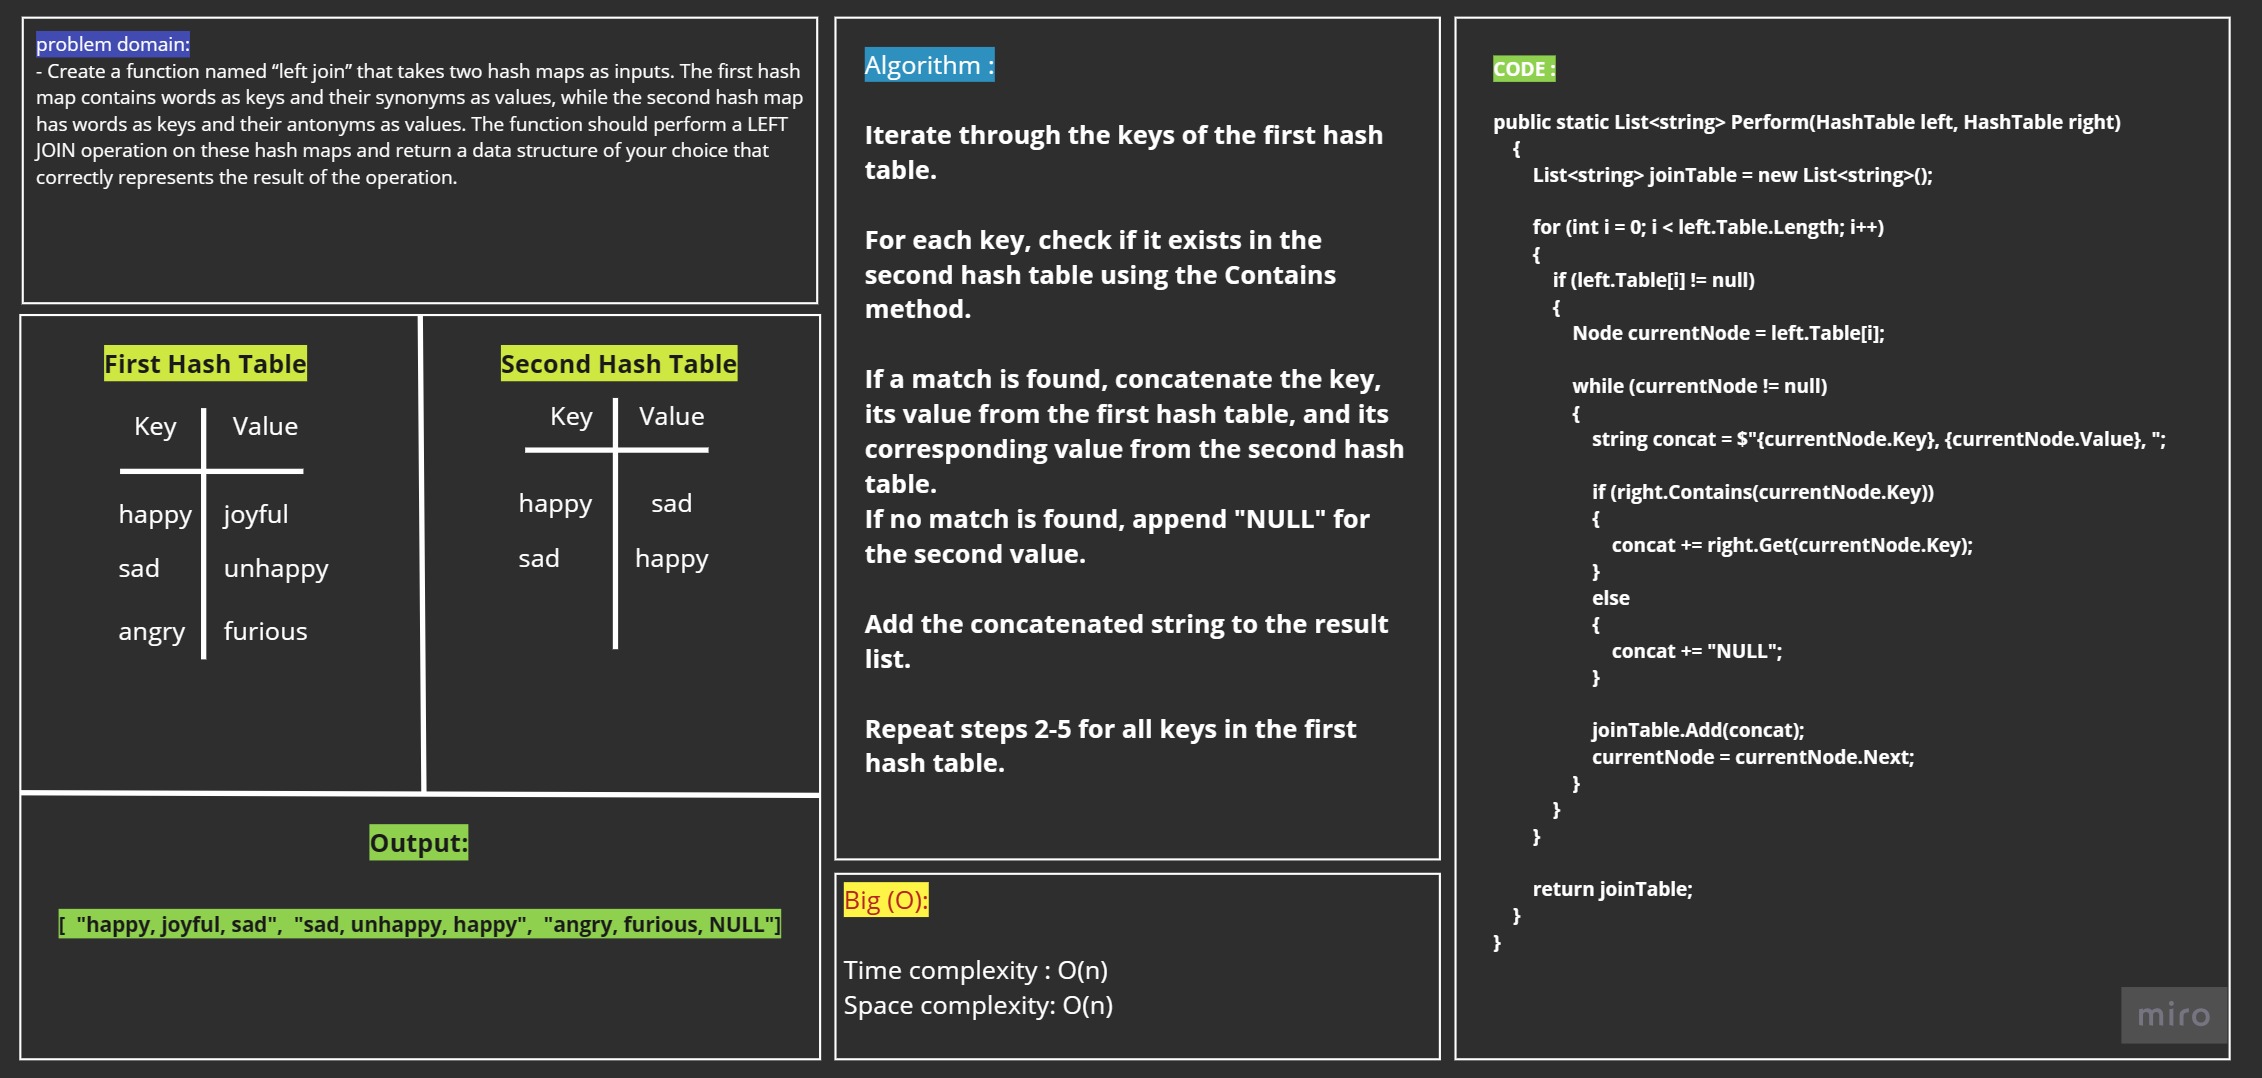 problem domain:
- Create a function named “left join” that takes two hash maps as inputs. The first hash
map contains words as keys and their synonyms as values, while the second hash map
has words as keys and their antonyms as values. The function should perform a LEFT
JOIN operation on these hash maps and return a data structure of your choice that
correctly represents the result of the operation.
First Hash Table
Key Value
happy joyful
sad unhappy
angry furious
Second Hash Table
Key Value
happy sad
sad happy
Output:
[  "happy, joyful, sad",  "sad, unhappy, happy",  "angry, furious, NULL"]
Algorithm :
Iterate through the keys of the first hash
table.
For each key, check if it exists in the
second hash table using the Contains
method.
If a match is found, concatenate the key,
its value from the first hash table, and its
corresponding value from the second hash
table.
If no match is found, append "NULL" for
the second value.
Add the concatenated string to the result
list.
Repeat steps 2-5 for all keys in the first
hash table.
Big (O):
Time complexity : O(n)
Space complexity: O(n)
CODE :
public static List<string> Perform(HashTable left, HashTable right)
{
List<string> joinTable = new List<string>();
for (int i = 0; i < left.Table.Length; i++)
{
if (left.Table[i] != null)
{
Node currentNode = left.Table[i];
while (currentNode != null)
{
string concat = $"{currentNode.Key}, {currentNode.Value}, ";
if (right.Contains(currentNode.Key))
{
concat += right.Get(currentNode.Key);
}
else
{
concat += "NULL";
}
joinTable.Add(concat);
currentNode = currentNode.Next;
}
}
}
return joinTable;
}
}
miro